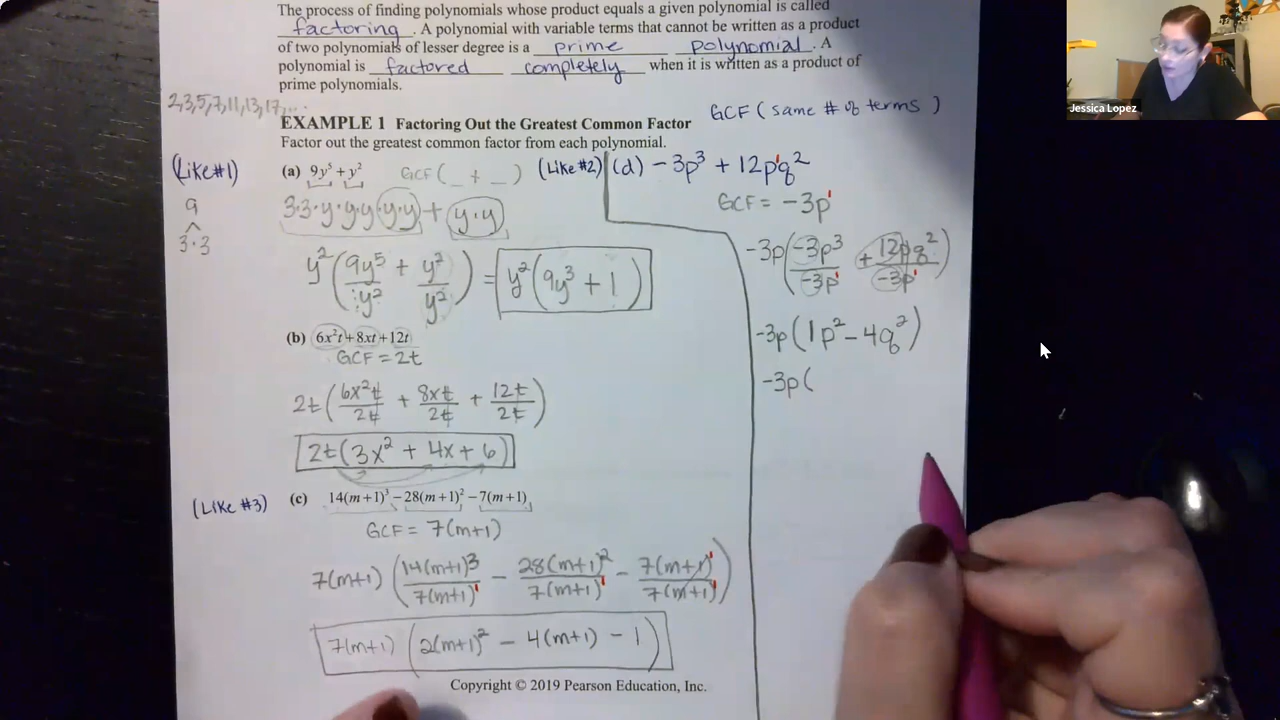 The process of finding polynomials whose product equals a given polynomial is called
factoring. A polynomial with variable terms that cannot be written as a product
of two polynomials of lesser degree is a prime polynomial. A
polynomial is factored completely when it is written as a product of
prime polynomials.
2,3,5,7,11,13,17,...
GCF (same # of terms)
EXAMPLE 1 Factoring Out the Greatest Common Factor
Factor out the greatest common factor from each polynomial.
(Like #1)
(a) 9y⁵ + y²
GCF(_ + _)
9
3·3
3·3·y·y·y·y·y + y·y
y²(9y⁵/y² + y²/y²) = y²(9y³ + 1)
(b) 6x²t + 8xt + 12t
GCF = 2t
2t(6x²t/2t + 8xt/2t + 12t/2t)
2t(3x² + 4x + 6)
(Like #3)
(c) 14(m+1)³ − 28(m+1)² − 7(m+1)
GCF = 7(m+1)
7(m+1)(14(m+1)³/7(m+1)¹ − 28(m+1)²/7(m+1)¹ − 7(m+1)¹/7(m+1)¹)
7(m+1)(2(m+1)² − 4(m+1) − 1)
(Like #2) (d) −3p³ + 12p¹q²
GCF = −3p¹
-3p(−3p³/−3p¹ + 12pq²/−3p¹)
-3p(1p² − 4q²)
-3p(
Copyright © 2019 Pearson Education, Inc.
Jessica Lopez